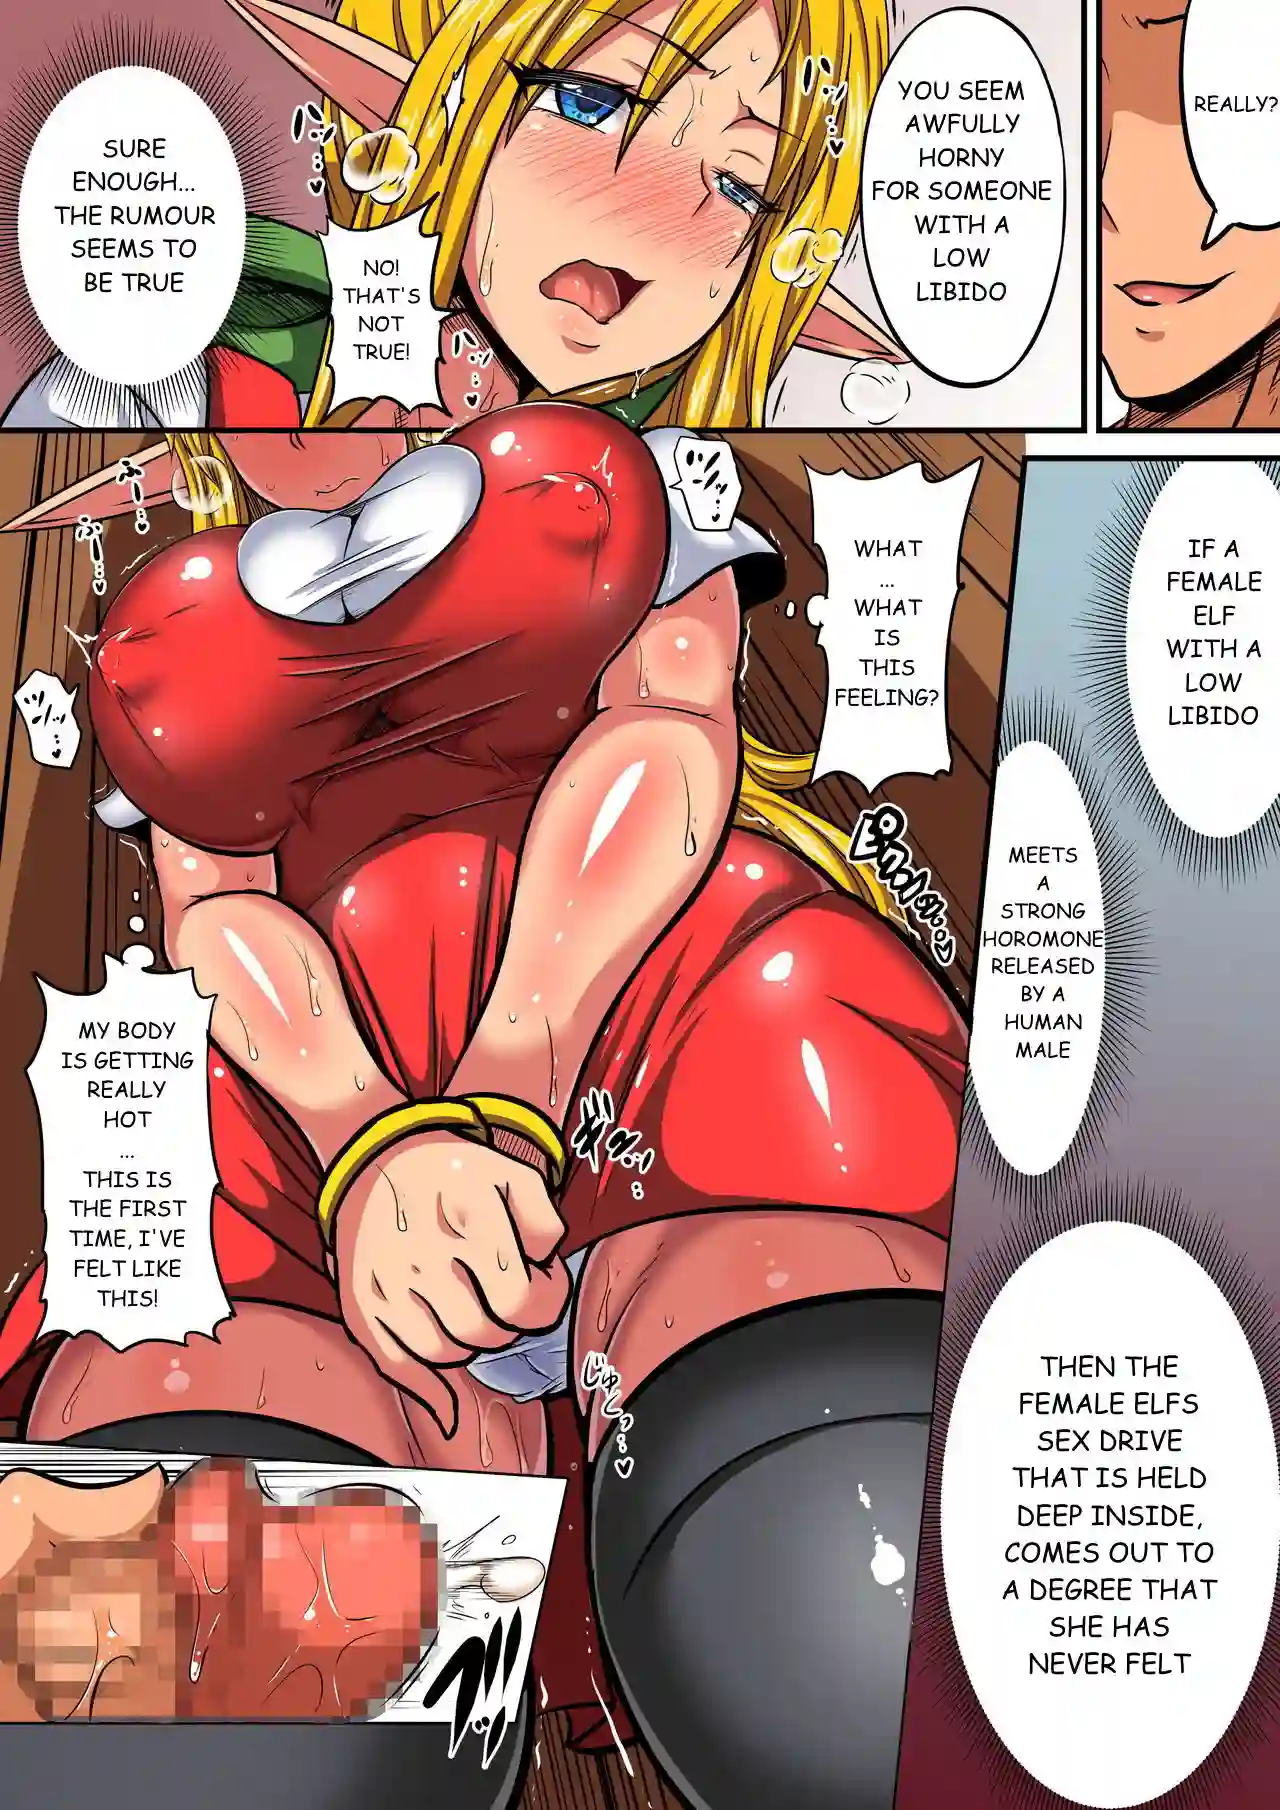 REALLY?
YOU SEEM
AWFULLY
HORNY
FOR SOMEONE
WITH A
LOW
LIBIDO
NO!
THAT'S
NOT
TRUE!
SURE
ENOUGH...
THE RUMOUR
SEEMS TO
BE TRUE
IF A
FEMALE
ELF
WITH A
LOW
LIBIDO
MEETS
A
STRONG
HOROMONE
RELEASED
BY A
HUMAN
MALE
THEN THE
FEMALE ELFS
SEX DRIVE
THAT IS HELD
DEEP INSIDE,
COMES OUT TO
A DEGREE THAT
SHE HAS
NEVER FELT
WHAT
...
WHAT
IS
THIS
FEELING?
MY BODY
IS GETTING
REALLY
HOT
...
THIS IS
THE FIRST
TIME, I'VE
FELT LIKE
THIS!